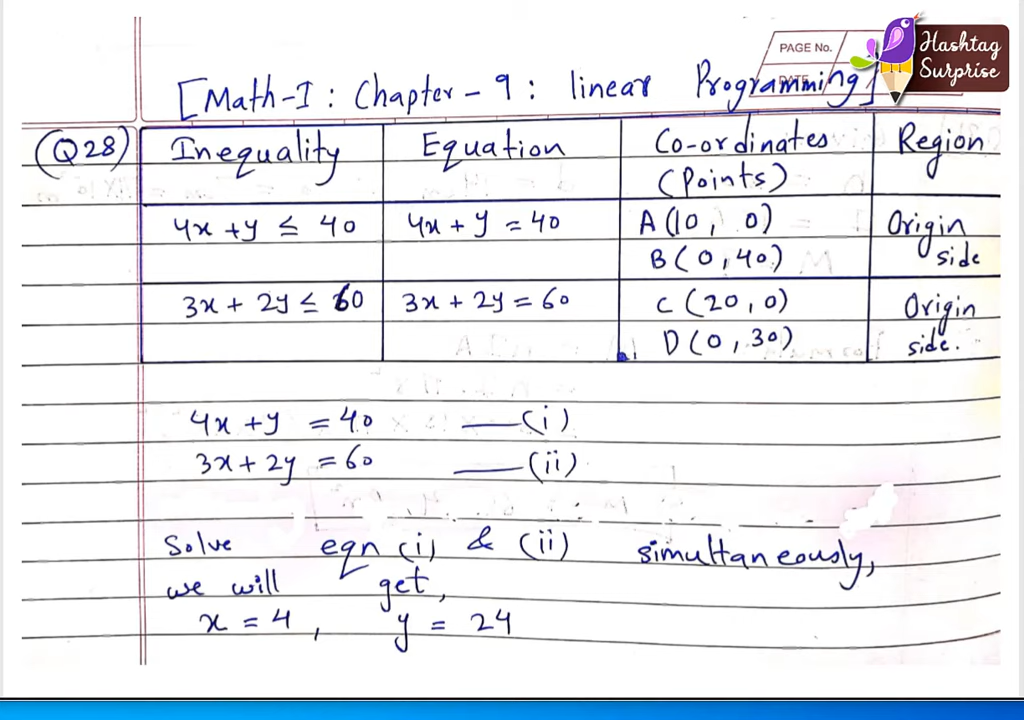 PAGE No.
DATE
Hashtag
Surprise
[Math-I : Chapter - 9 : linear Programming]
(Q28) Inequality Equation Co-ordinates (Points) Region
4x + y ≤ 40 4x + y = 40 A (10, 0) Origin side
B (0, 40)
3x + 2y ≤ 60 3x + 2y = 60 C (20, 0) Origin side.
D (0, 30)
4x + y = 40 —(i)
3x + 2y = 60 —(ii)
Solve eqn (i) & (ii) simultaneously,
we will get,
x = 4, y = 24